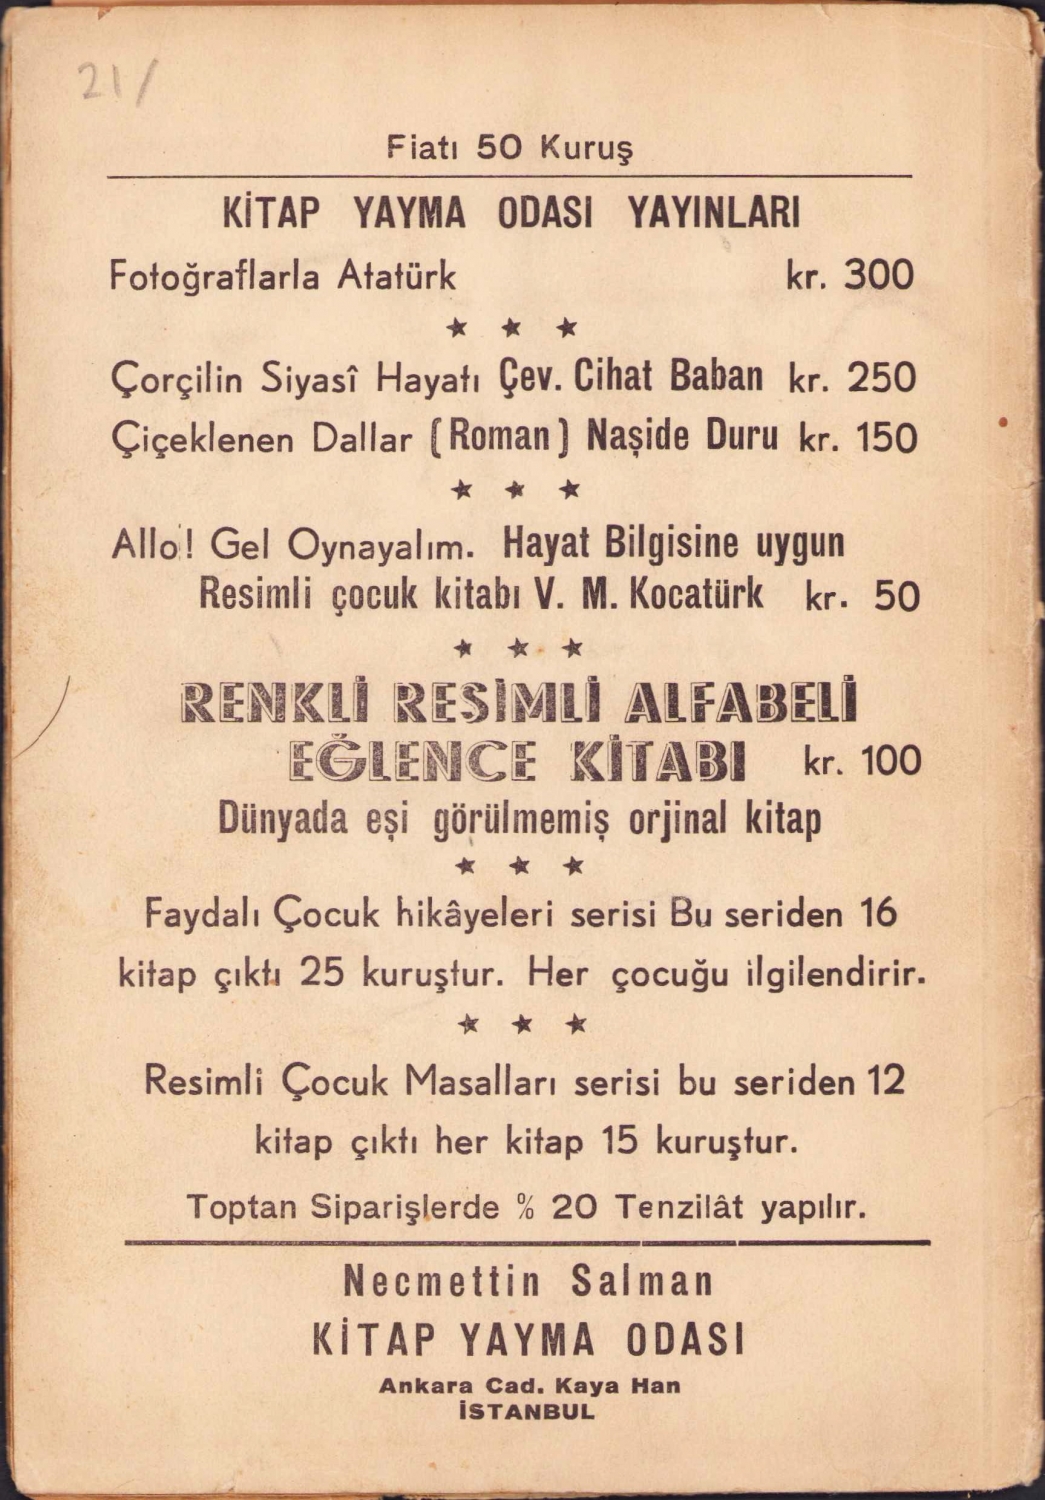 21/
Fiatı 50 Kuruş
KİTAP YAYMA ODASI YAYINLARI
Fotoğraflarla Atatürk kr. 300
★ ★ ★
Çorçilin Siyasî Hayatı Çev. Cihat Baban kr. 250
Çiçeklenen Dallar [Roman] Naşide Duru kr. 150
★ ★ ★
Allo! Gel Oynayalım. Hayat Bilgisine uygun
Resimli çocuk kitabı V. M. Kocatürk kr. 50
★ ★ ★
RENKLİ RESİMLİ ALFABELİ
EĞLENCE KİTABI kr. 100
Dünyada eşi görülmemiş orjinal kitap
★ ★ ★
Faydalı Çocuk hikâyeleri serisi Bu seriden 16
kitap çıktı 25 kuruştur. Her çocuğu ilgilendirir.
★ ★ ★
Resimli Çocuk Masalları serisi bu seriden 12
kitap çıktı her kitap 15 kuruştur.
Toptan Siparişlerde % 20 Tenzilât yapılır.
Necmettin Salman
KİTAP YAYMA ODASI
Ankara Cad. Kaya Han
İSTANBUL